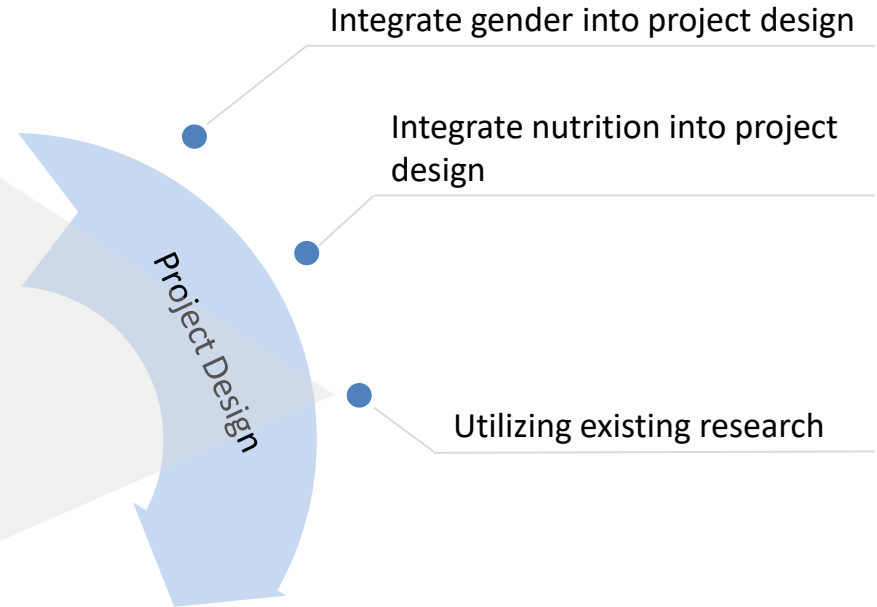 Integrate gender into project design
Integrate nutrition into project
design
Project Design
Utilizing existing research